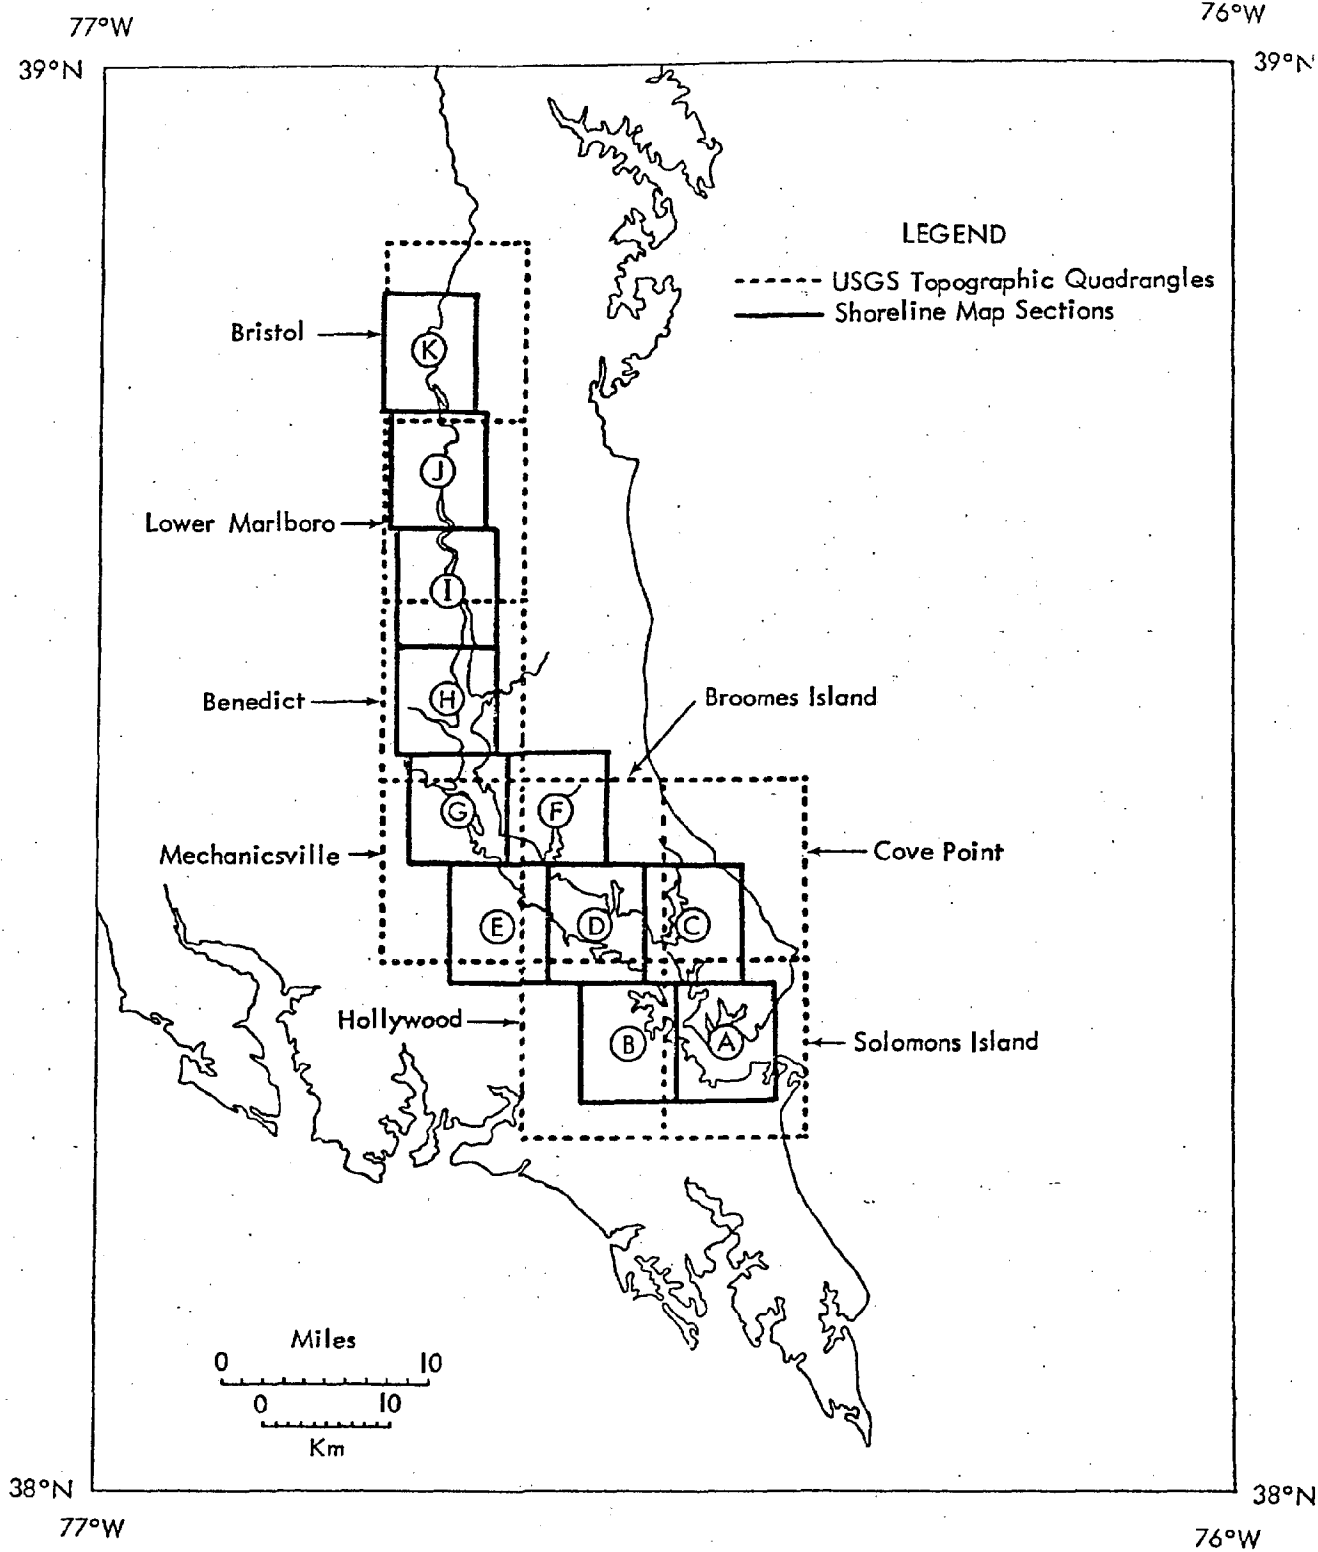 77°W
76°W
39°N
39°N
LEGEND
USGS Topographic Quadrangles
Shoreline Map Sections
Bristol
K
J
Lower Marlboro
I
Benedict
H
Broomes Island
G
F
Mechanicsville
Cove Point
E
D
C
Hollywood
B
A
Solomons Island
Miles
0 10
0 10
Km
38°N
38°N
77°W
76°W